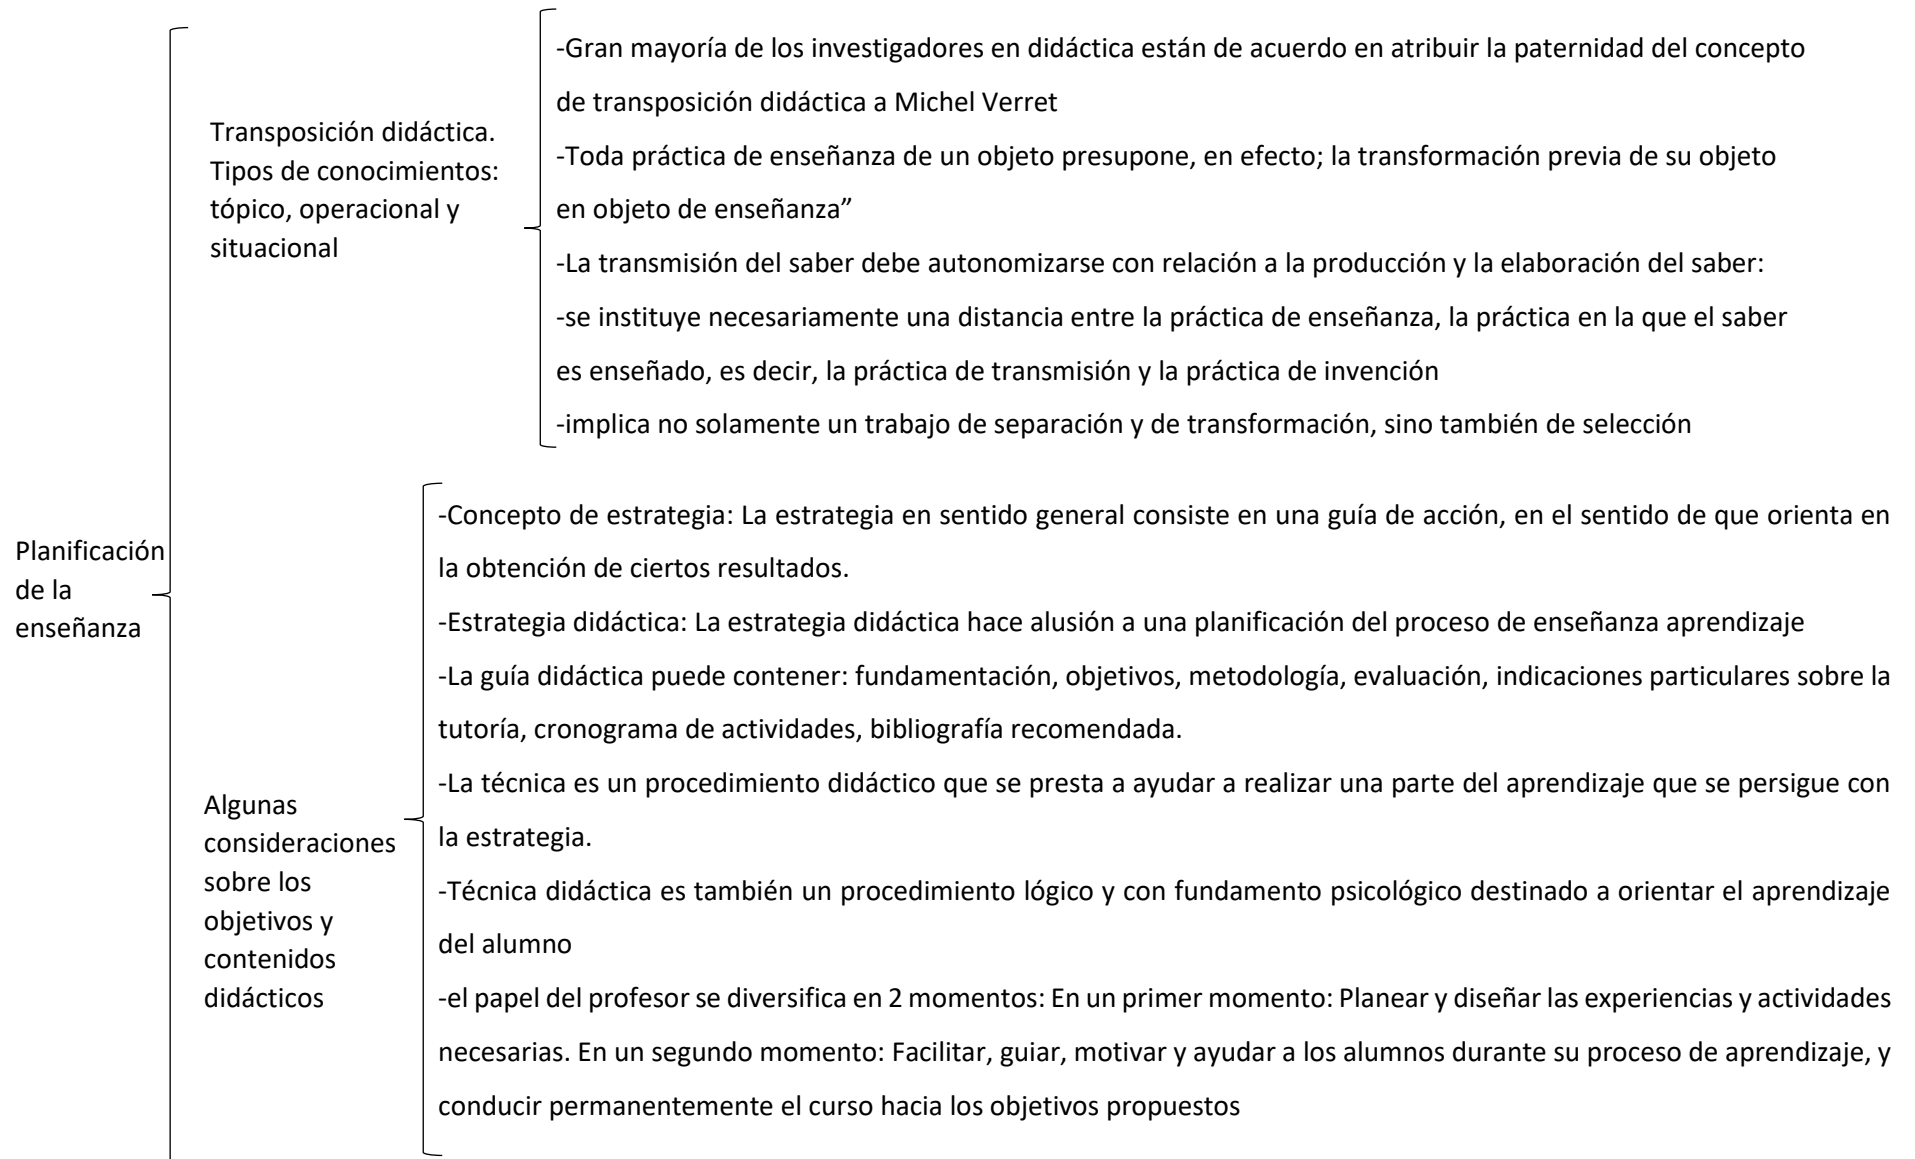 Planificación
de la
enseñanza
Transposición didáctica.
Tipos de conocimientos:
tópico, operacional y
situacional
-Gran mayoría de los investigadores en didáctica están de acuerdo en atribuir la paternidad del concepto
de transposición didáctica a Michel Verret
-Toda práctica de enseñanza de un objeto presupone, en efecto; la transformación previa de su objeto
en objeto de enseñanza”
-La transmisión del saber debe autonomizarse con relación a la producción y la elaboración del saber:
-se instituye necesariamente una distancia entre la práctica de enseñanza, la práctica en la que el saber
es enseñado, es decir, la práctica de transmisión y la práctica de invención
-implica no solamente un trabajo de separación y de transformación, sino también de selección
Algunas
consideraciones
sobre los
objetivos y
contenidos
didácticos
-Concepto de estrategia: La estrategia en sentido general consiste en una guía de acción, en el sentido de que orienta en
la obtención de ciertos resultados.
-Estrategia didáctica: La estrategia didáctica hace alusión a una planificación del proceso de enseñanza aprendizaje
-La guía didáctica puede contener: fundamentación, objetivos, metodología, evaluación, indicaciones particulares sobre la
tutoría, cronograma de actividades, bibliografía recomendada.
-La técnica es un procedimiento didáctico que se presta a ayudar a realizar una parte del aprendizaje que se persigue con
la estrategia.
-Técnica didáctica es también un procedimiento lógico y con fundamento psicológico destinado a orientar el aprendizaje
del alumno
-el papel del profesor se diversifica en 2 momentos: En un primer momento: Planear y diseñar las experiencias y actividades
necesarias. En un segundo momento: Facilitar, guiar, motivar y ayudar a los alumnos durante su proceso de aprendizaje, y
conducir permanentemente el curso hacia los objetivos propuestos